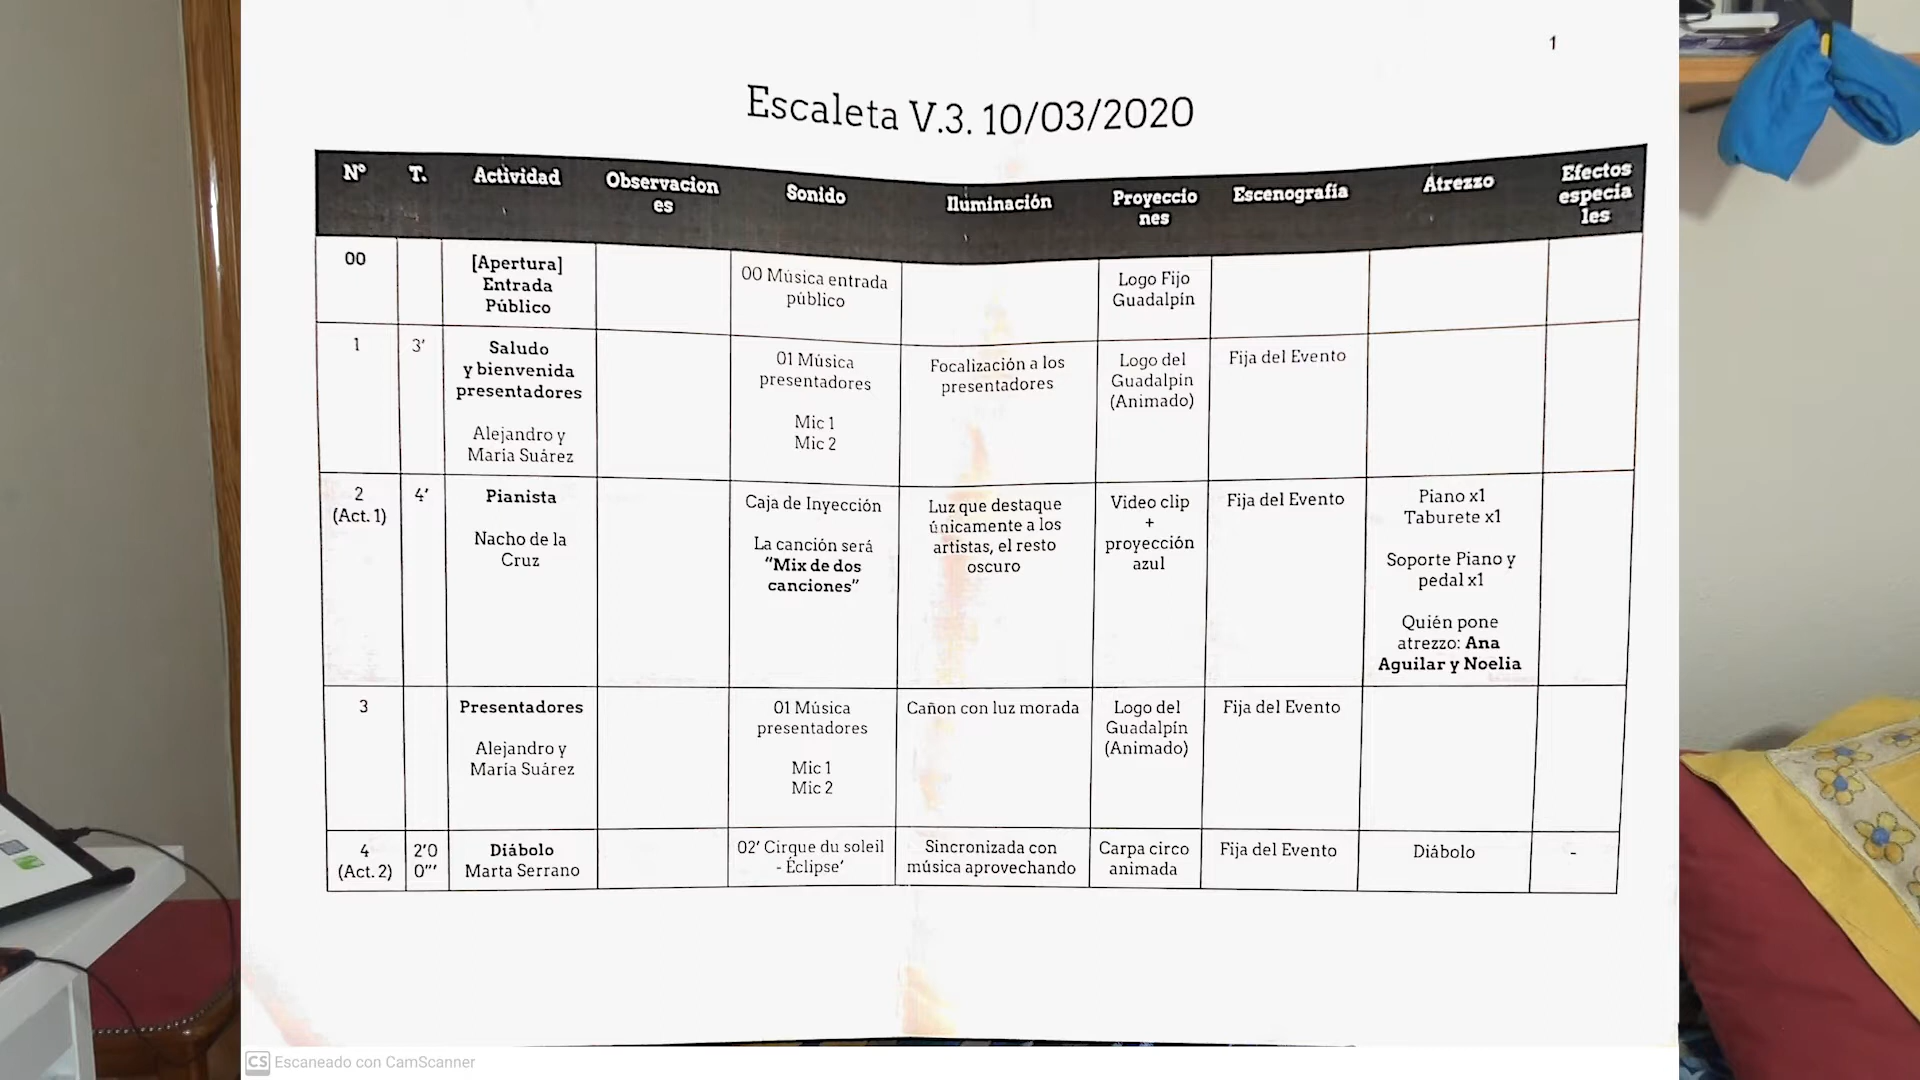 1
Escaleta V.3. 10/03/2020
Nº
T.
Actividad
Observacion
es
Sonido
Iluminación
Proyeccio
nes
Escenografía
Atrezzo
Efectos
especia
les
00
[Apertura]
Entrada
Público
00 Música entrada
público
Logo Fijo
Guadalpín
1
3'
Saludo
y bienvenida
presentadores
Alejandro y
María Suárez
01 Música
presentadores
Mic 1
Mic 2
Focalización a los
presentadores
Logo del
Guadalpín
(Animado)
Fija del Evento
2
(Act. 1)
4'
Pianista
Nacho de la
Cruz
Caja de Inyección
La canción será
"Mix de dos
canciones"
Luz que destaque
únicamente a los
artistas, el resto
oscuro
Video clip
+
proyección
azul
Fija del Evento
Piano x1
Taburete x1
Soporte Piano y
pedal x1
Quién pone
atrezzo: Ana
Aguilar y Noelia
3
Presentadores
Alejandro y
María Suárez
01 Música
presentadores
Mic 1
Mic 2
Cañon con luz morada
Logo del
Guadalpín
(Animado)
Fija del Evento
4
(Act. 2)
2'0
0"'
Diábolo
Marta Serrano
02' Cirque du soleil
- Éclipse'
Sincronizada con
música aprovechando
Carpa circo
animada
Fija del Evento
Diábolo
-
CS Escaneado con CamScanner